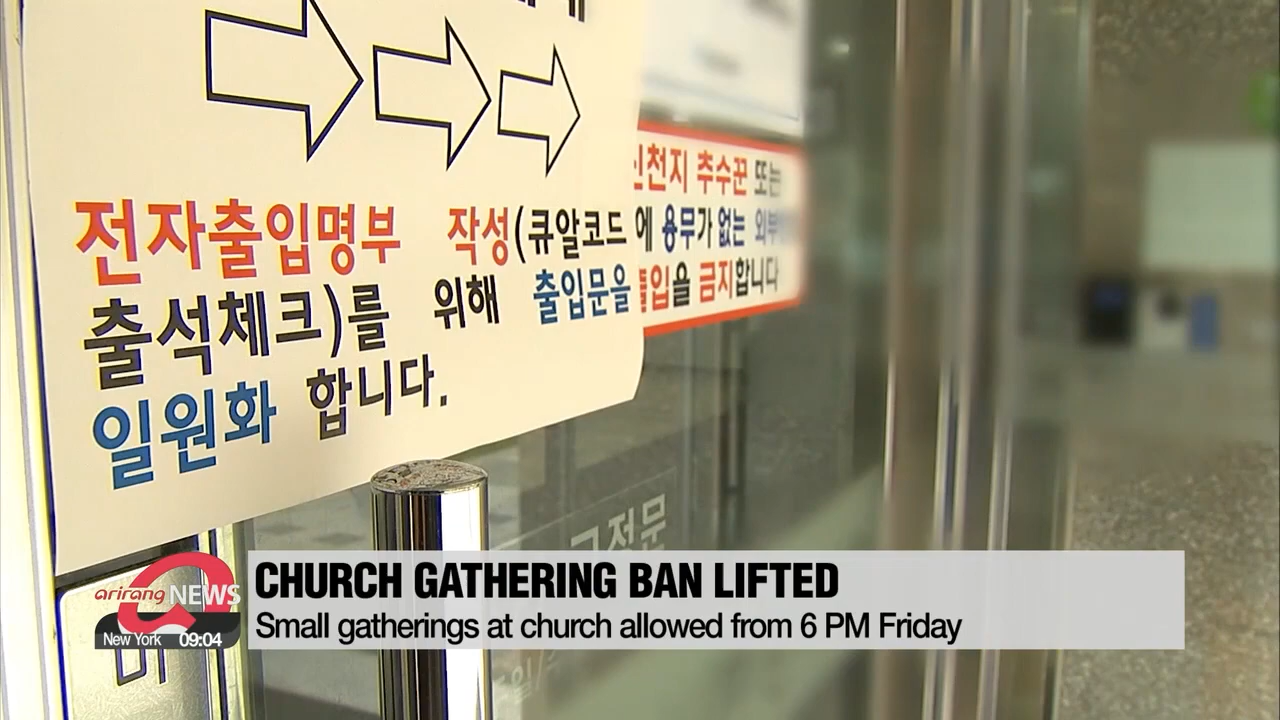 전자출입명부 작성(큐알코드
출석체크)를 위해 출입문을
일원화 합니다.
신천지 추수꾼 또는
에 용무가 없는 외부
출입을 금지합니다
arirang NEWS
New York 09:04
CHURCH GATHERING BAN LIFTED
Small gatherings at church allowed from 6 PM Friday